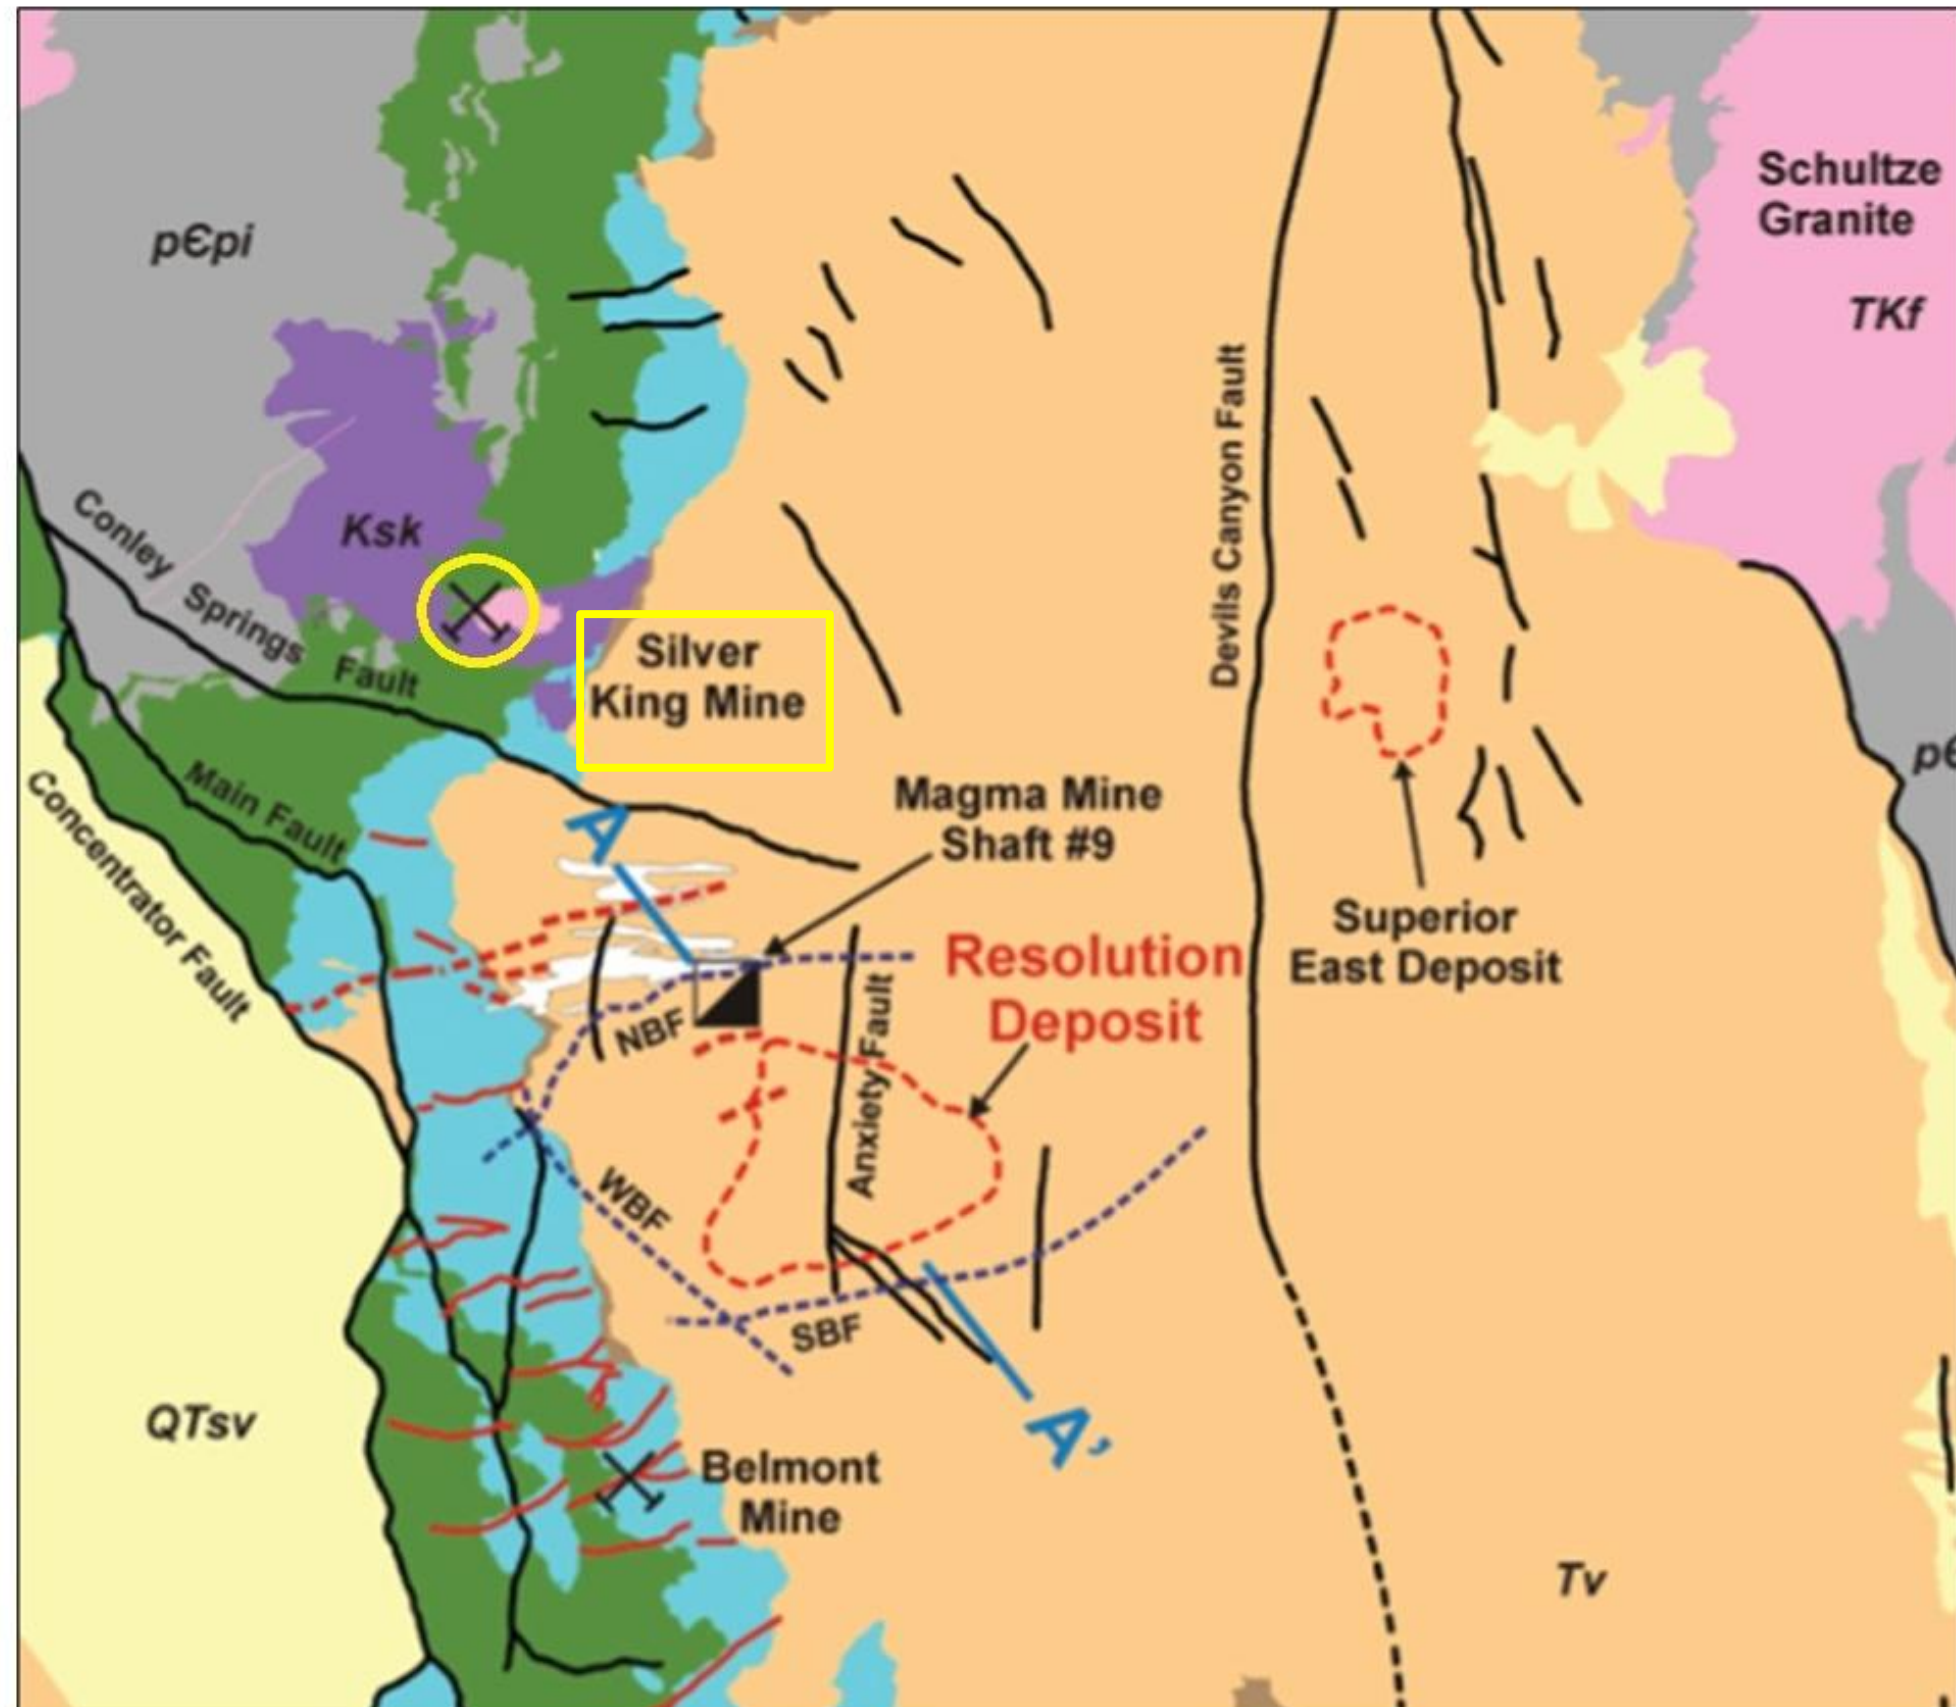 Schultze
Granite
TKf
pЄpi
Ksk
Conley Springs Fault
Silver
King Mine
Devils Canyon Fault
pЄ
Main Fault
Concentrator Fault
A
Magma Mine
Shaft #9
Superior
East Deposit
Resolution
Deposit
NBF
Anxiety Fault
WBF
SBF
A’
QTsv
Belmont
Mine
Tv